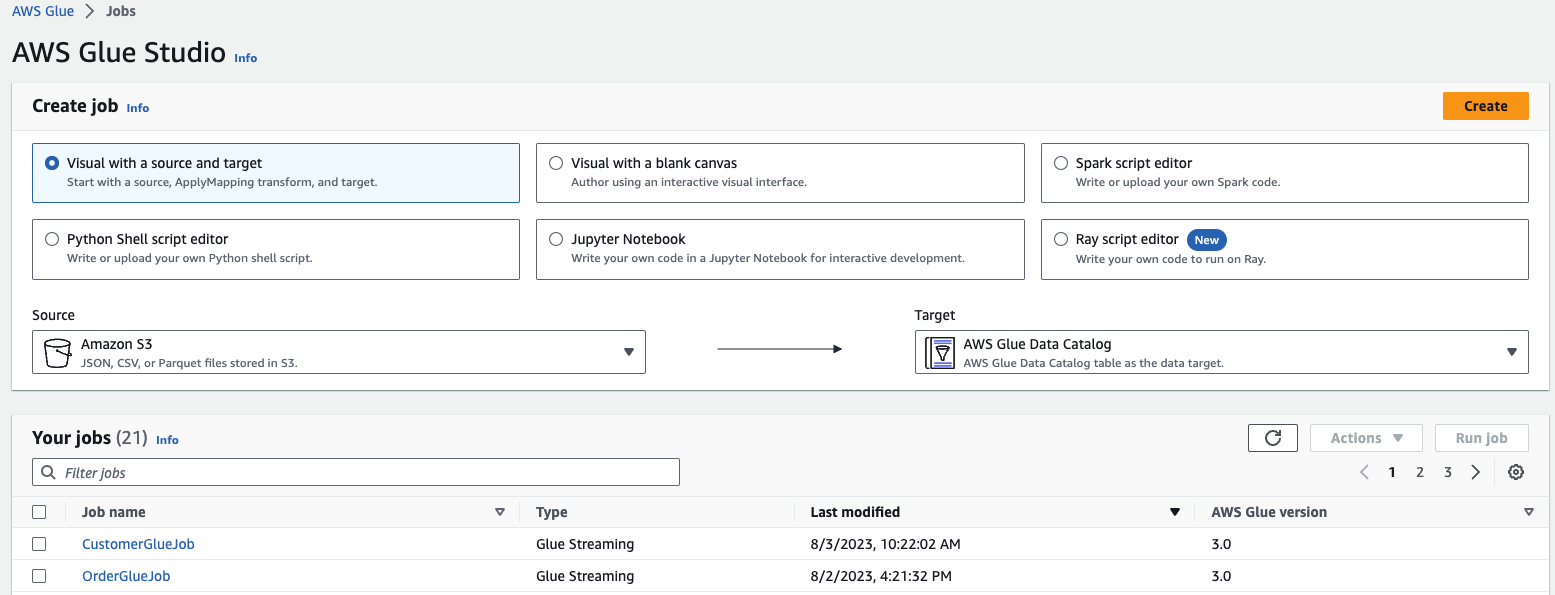 AWS Glue > Jobs
AWS Glue Studio Info
Create job Info Create
Visual with a source and target Visual with a blank canvas Spark script editor
Start with a source, ApplyMapping transform, and target. Author using an interactive visual interface. Write or upload your own Spark code.
Python Shell script editor Jupyter Notebook Ray script editor New
Write or upload your own Python shell script. Write your own code in a Jupyter Notebook for interactive development. Write your own code to run on Ray.
Source Target
Amazon S3 AWS Glue Data Catalog
JSON, CSV, or Parquet files stored in S3. AWS Glue Data Catalog table as the data target.
Your jobs (21) Info Actions Run job
Filter jobs 1 2 3
Job name Type Last modified AWS Glue version
CustomerGlueJob Glue Streaming 8/3/2023, 10:22:02 AM 3.0
OrderGlueJob Glue Streaming 8/2/2023, 4:21:32 PM 3.0